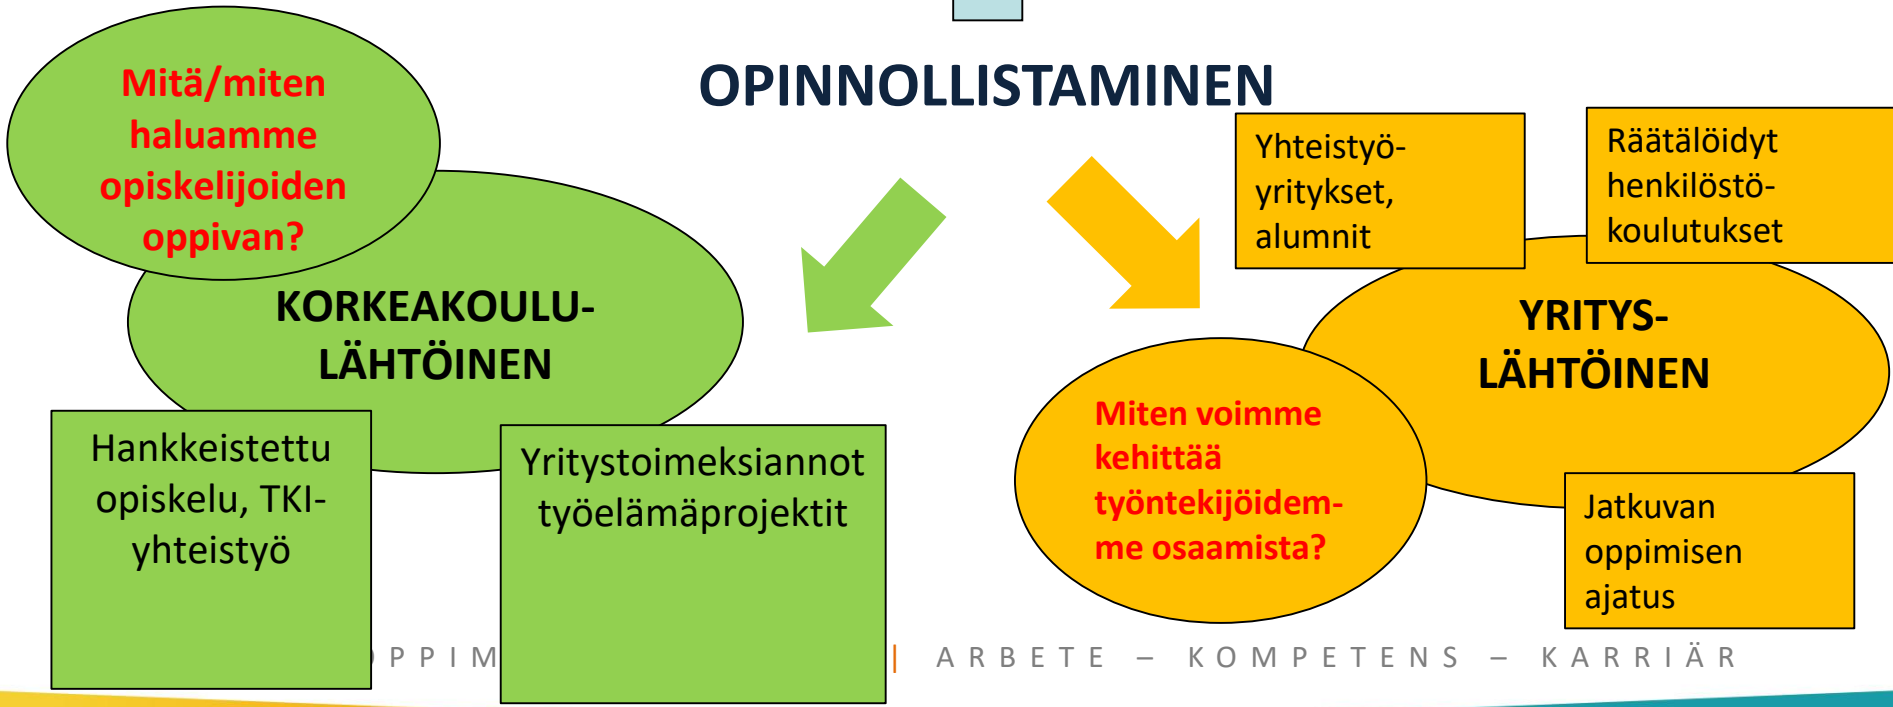 OPINNOLLISTAMINEN
Mitä/miten
haluamme
opiskelijoiden
oppivan?
KORKEAKOULU-
LÄHTÖINEN
Hankkeistettu
opiskelu, TKI-
yhteistyö
Yritystoimeksiannot
työelämäprojektit
Yhteistyö-
yritykset,
alumnit
Räätälöidyt
henkilöstö-
koulutukset
YRITYS-
LÄHTÖINEN
Miten voimme
kehittää
työntekijöidem-
me osaamista?
Jatkuvan
oppimisen
ajatus
| ARBETE – KOMPETENS – KARRIÄR